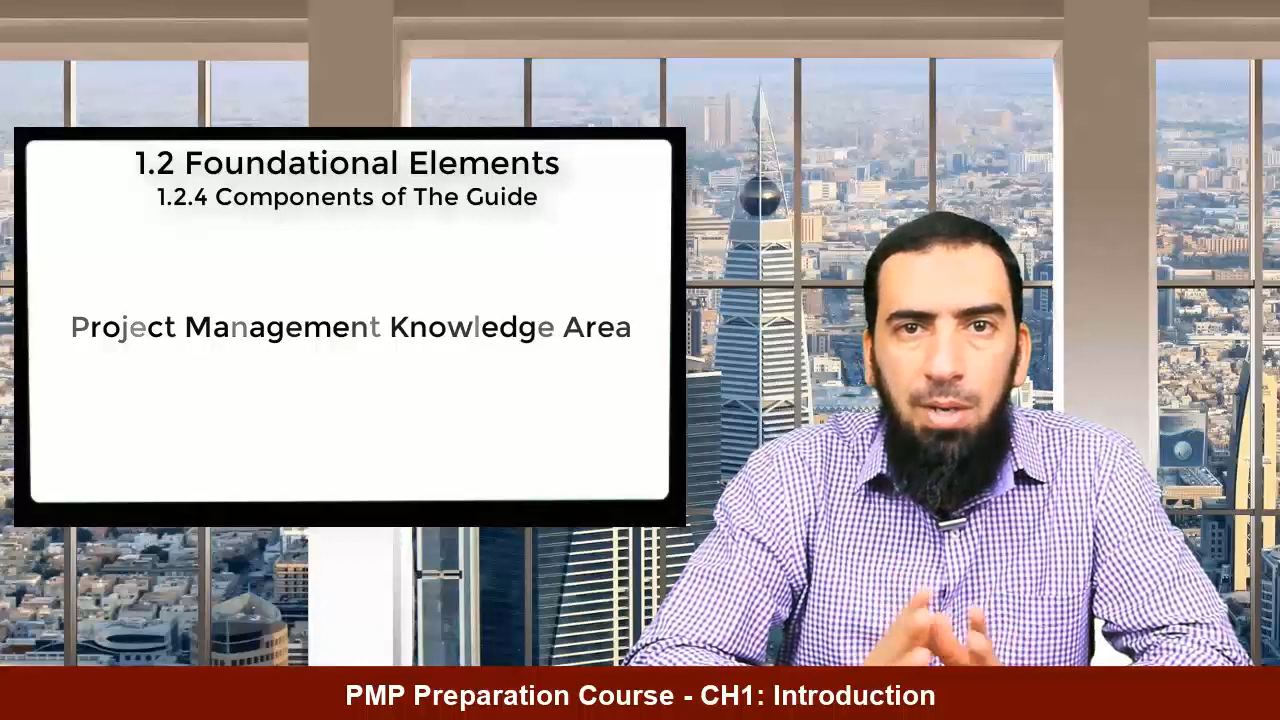 1.2 Foundational Elements
1.2.4 Components of The Guide
Project Management Knowledge Area
PMP Preparation Course - CH1: Introduction